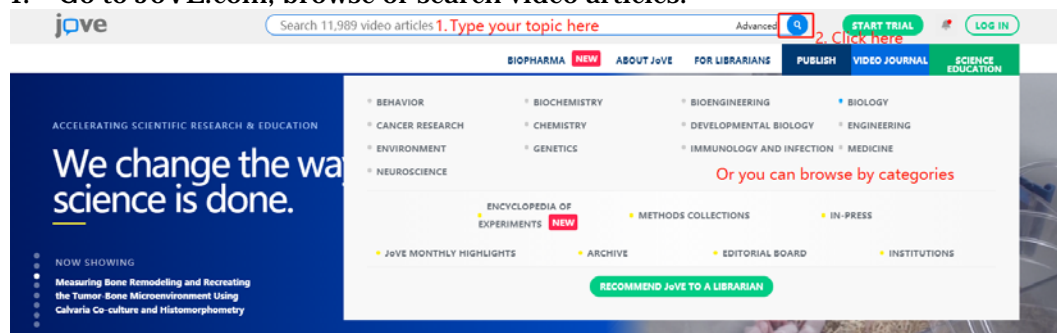 1. Go to JoVE.com, browse or search video articles.
jove
Search 11,989 video articles 1.Type your topic here
Advanced
2. Click here
START TRIAL
LOG IN
BIOPHARMA NEW ABOUT JoVE FOR LIBRARIANS PUBLISH VIDEO JOURNAL SCIENCE EDUCATION
BEHAVIOR BIOCHEMISTRY BIOENGINEERING BIOLOGY
CANCER RESEARCH CHEMISTRY DEVELOPMENTAL BIOLOGY ENGINEERING
ENVIRONMENT GENETICS IMMUNOLOGY AND INFECTION MEDICINE
NEUROSCIENCE
Or you can browse by categories
ENCYCLOPEDIA OF EXPERIMENTS NEW METHODS COLLECTIONS IN-PRESS
JoVE MONTHLY HIGHLIGHTS ARCHIVE EDITORIAL BOARD INSTITUTIONS
RECOMMEND JoVE TO A LIBRARIAN
ACCELERATING SCIENTIFIC RESEARCH & EDUCATION
We change the wa
science is done.
NOW SHOWING
Measuring Bone Remodeling and Recreating
the Tumor-Bone Microenvironment Using
Calvaria Co-culture and Histomorphometry